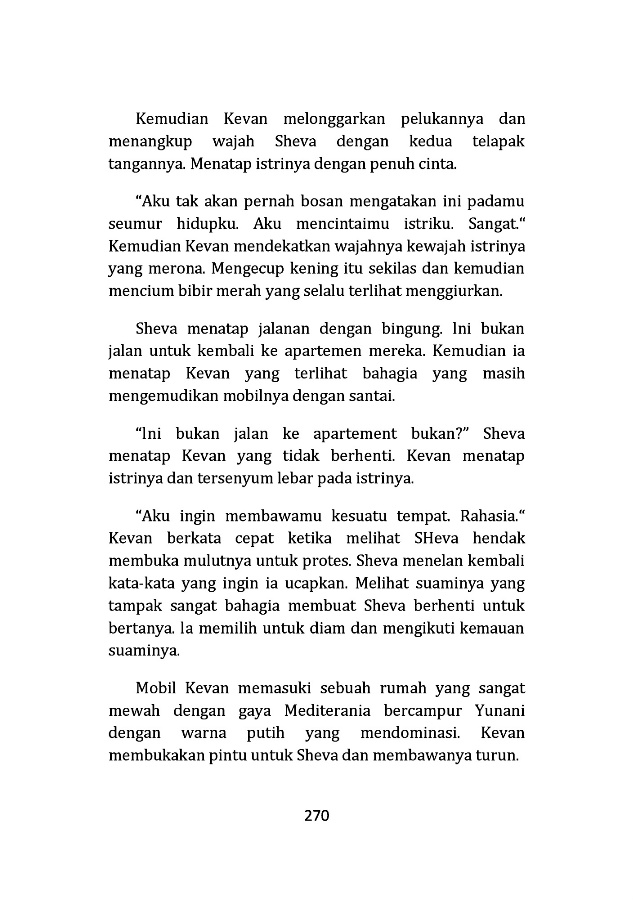 Kemudian Kevan melonggarkan pelukannya dan
menangkup wajah Sheva dengan kedua telapak
tangannya. Menatap istrinya dengan penuh cinta.
“Aku tak akan pernah bosan mengatakan ini padamu
seumur hidupku. Aku mencintaimu istriku. Sangat.“
Kemudian Kevan mendekatkan wajahnya kewajah istrinya
yang merona. Mengecup kening itu sekilas dan kemudian
mencium bibir merah yang selalu terlihat menggiurkan.
Sheva menatap jalanan dengan bingung. Ini bukan
jalan untuk kembali ke apartemen mereka. Kemudian ia
menatap Kevan yang terlihat bahagia yang masih
mengemudikan mobilnya dengan santai.
“Ini bukan jalan ke apartement bukan?” Sheva
menatap Kevan yang tidak berhenti. Kevan menatap
istrinya dan tersenyum lebar pada istrinya.
“Aku ingin membawamu kesuatu tempat. Rahasia.“
Kevan berkata cepat ketika melihat SHeva hendak
membuka mulutnya untuk protes. Sheva menelan kembali
kata-kata yang ingin ia ucapkan. Melihat suaminya yang
tampak sangat bahagia membuat Sheva berhenti untuk
bertanya. Ia memilih untuk diam dan mengikuti kemauan
suaminya.
Mobil Kevan memasuki sebuah rumah yang sangat
mewah dengan gaya Mediterania bercampur Yunani
dengan warna putih yang mendominasi. Kevan
membukakan pintu untuk Sheva dan membawanya turun.
270